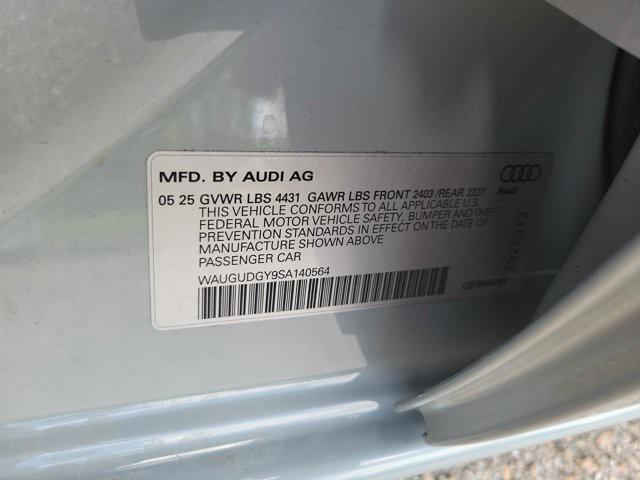 MFD. BY AUDI AG
Audi
05 25 GVWR LBS 4431 GAWR LBS FRONT 2403 /REAR 2227
THIS VEHICLE CONFORMS TO ALL APPLICABLE U.S.
FEDERAL MOTOR VEHICLE SAFETY, BUMPER AND THEFT
PREVENTION STANDARDS IN EFFECT ON THE DATE OF
MANUFACTURE SHOWN ABOVE
PASSENGER CAR
WAUGUDGY9SA140564
GERMANY
2325313